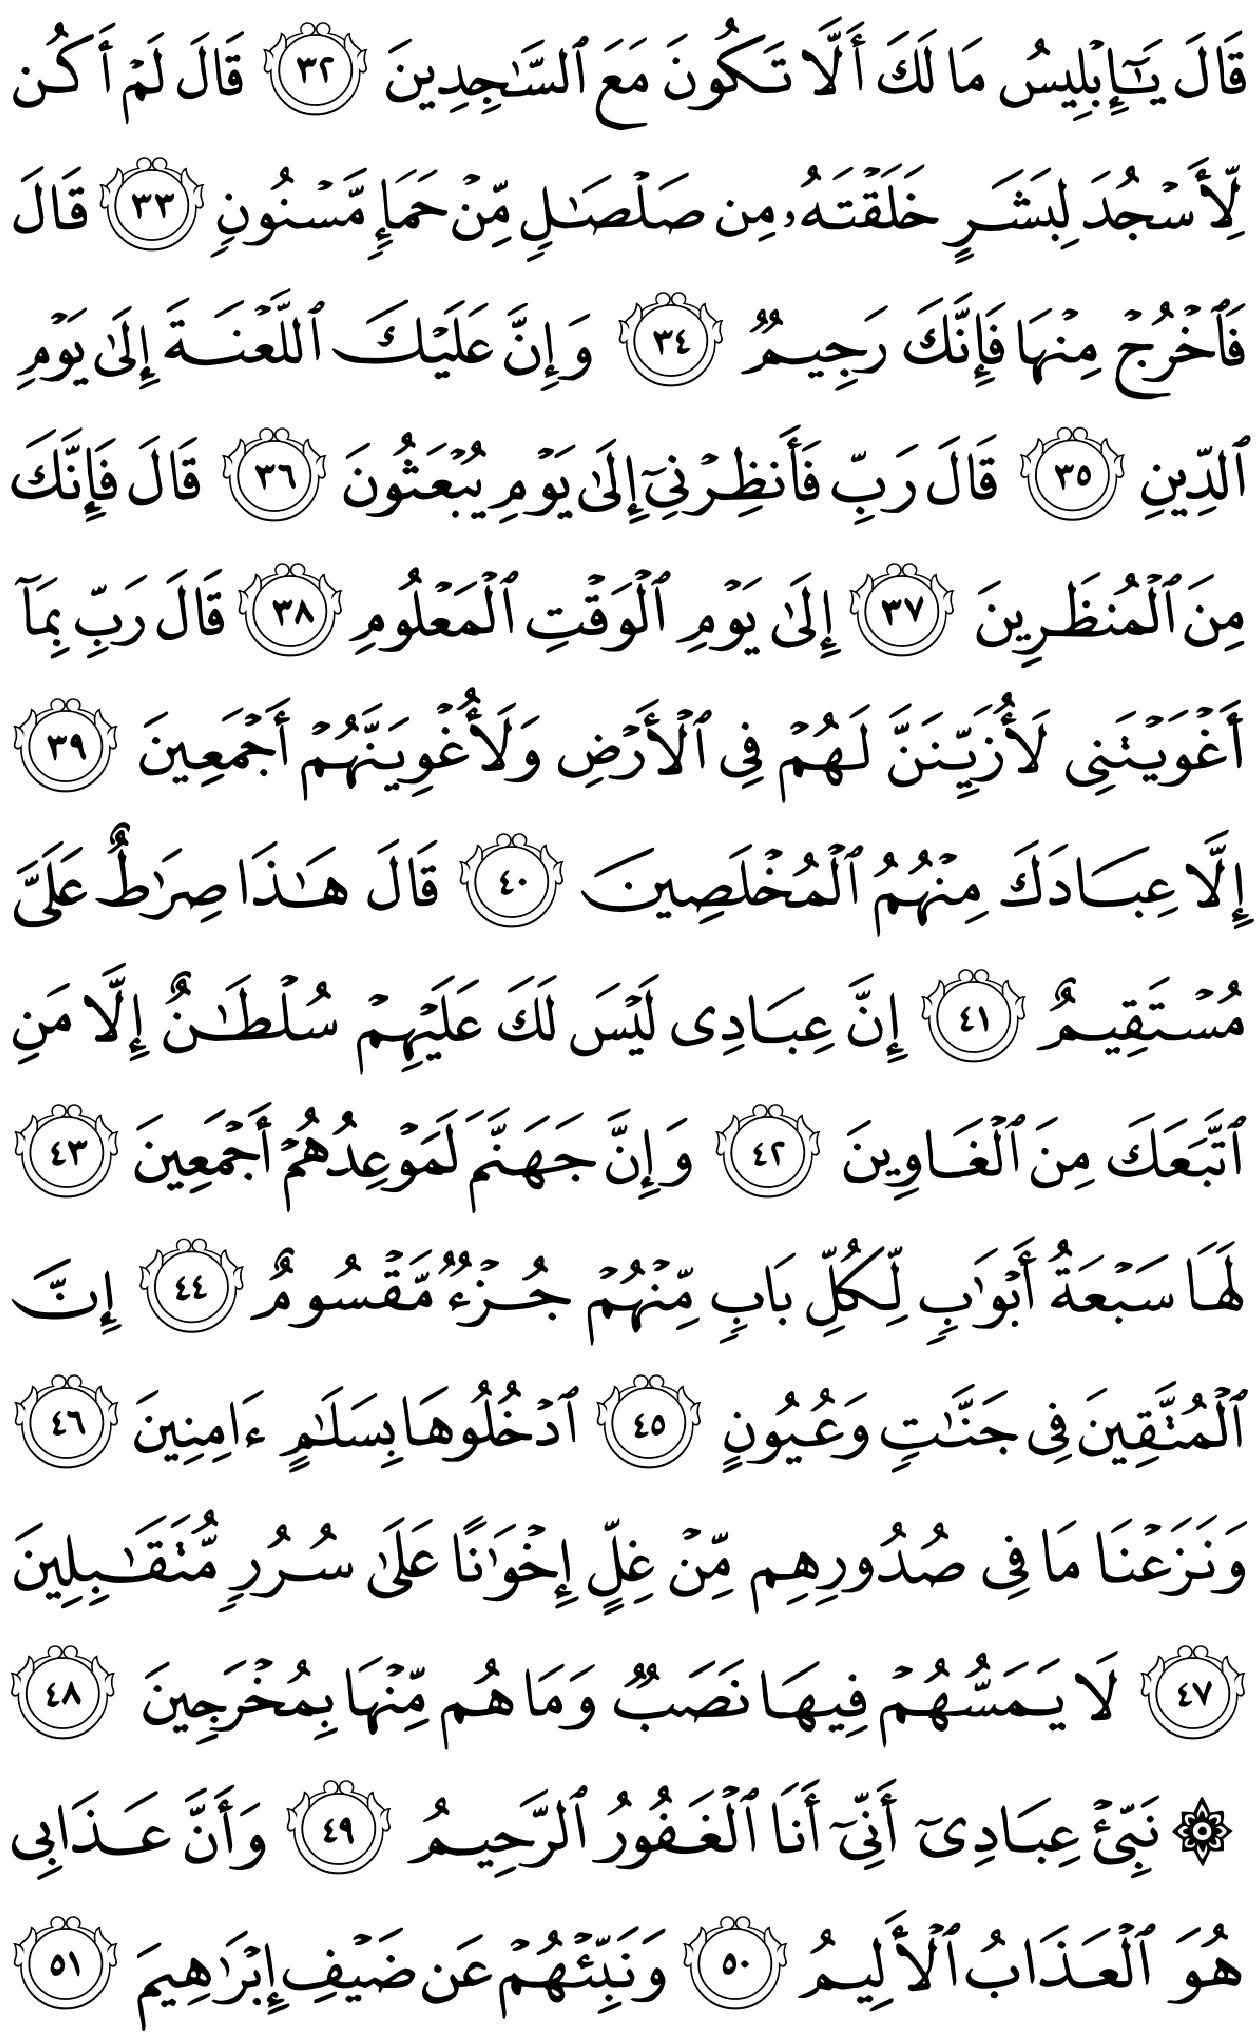 قَالَ يَٰٓإِبْلِيسُ مَا لَكَ أَلَّا تَكُونَ مَعَ ٱلسَّٰجِدِينَ ٣٢ قَالَ لَمْ أَكُن
لِّأَسْجُدَ لِبَشَرٍ خَلَقْتَهُۥ مِن صَلْصَٰلٍ مِّنْ حَمَإٍ مَّسْنُونٍ ٣٣ قَالَ
فَٱخْرُجْ مِنْهَا فَإِنَّكَ رَجِيمٌ ٣٤ وَإِنَّ عَلَيْكَ ٱللَّعْنَةَ إِلَىٰ يَوْمِ
ٱلدِّينِ ٣٥ قَالَ رَبِّ فَأَنظِرْنِىٓ إِلَىٰ يَوْمِ يُبْعَثُونَ ٣٦ قَالَ فَإِنَّكَ
مِنَ ٱلْمُنظَرِينَ ٣٧ إِلَىٰ يَوْمِ ٱلْوَقْتِ ٱلْمَعْلُومِ ٣٨ قَالَ رَبِّ بِمَآ
أَغْوَيْتَنِى لَأُزَيِّنَنَّ لَهُمْ فِى ٱلْأَرْضِ وَلَأُغْوِيَنَّهُمْ أَجْمَعِينَ ٣٩
إِلَّا عِبَادَكَ مِنْهُمُ ٱلْمُخْلَصِينَ ٤٠ قَالَ هَٰذَا صِرَٰطٌ عَلَىَّ
مُسْتَقِيمٌ ٤١ إِنَّ عِبَادِى لَيْسَ لَكَ عَلَيْهِمْ سُلْطَٰنٌ إِلَّا مَنِ
ٱتَّبَعَكَ مِنَ ٱلْغَاوِينَ ٤٢ وَإِنَّ جَهَنَّمَ لَمَوْعِدُهُمْ أَجْمَعِينَ ٤٣
لَهَا سَبْعَةُ أَبْوَٰبٍ لِّكُلِّ بَابٍ مِّنْهُمْ جُزْءٌ مَّقْسُومٌ ٤٤ إِنَّ
ٱلْمُتَّقِينَ فِى جَنَّٰتٍ وَعُيُونٍ ٤٥ ٱدْخُلُوهَا بِسَلَٰمٍ ءَامِنِينَ ٤٦
وَنَزَعْنَا مَا فِى صُدُورِهِم مِّنْ غِلٍّ إِخْوَٰنًا عَلَىٰ سُرُرٍ مُّتَقَٰبِلِينَ
٤٧ لَا يَمَسُّهُمْ فِيهَا نَصَبٌ وَمَا هُم مِّنْهَا بِمُخْرَجِينَ ٤٨
۞ نَبِّئْ عِبَادِىٓ أَنِّىٓ أَنَا ٱلْغَفُورُ ٱلرَّحِيمُ ٤٩ وَأَنَّ عَذَابِى
هُوَ ٱلْعَذَابُ ٱلْأَلِيمُ ٥٠ وَنَبِّئْهُمْ عَن ضَيْفِ إِبْرَٰهِيمَ ٥١